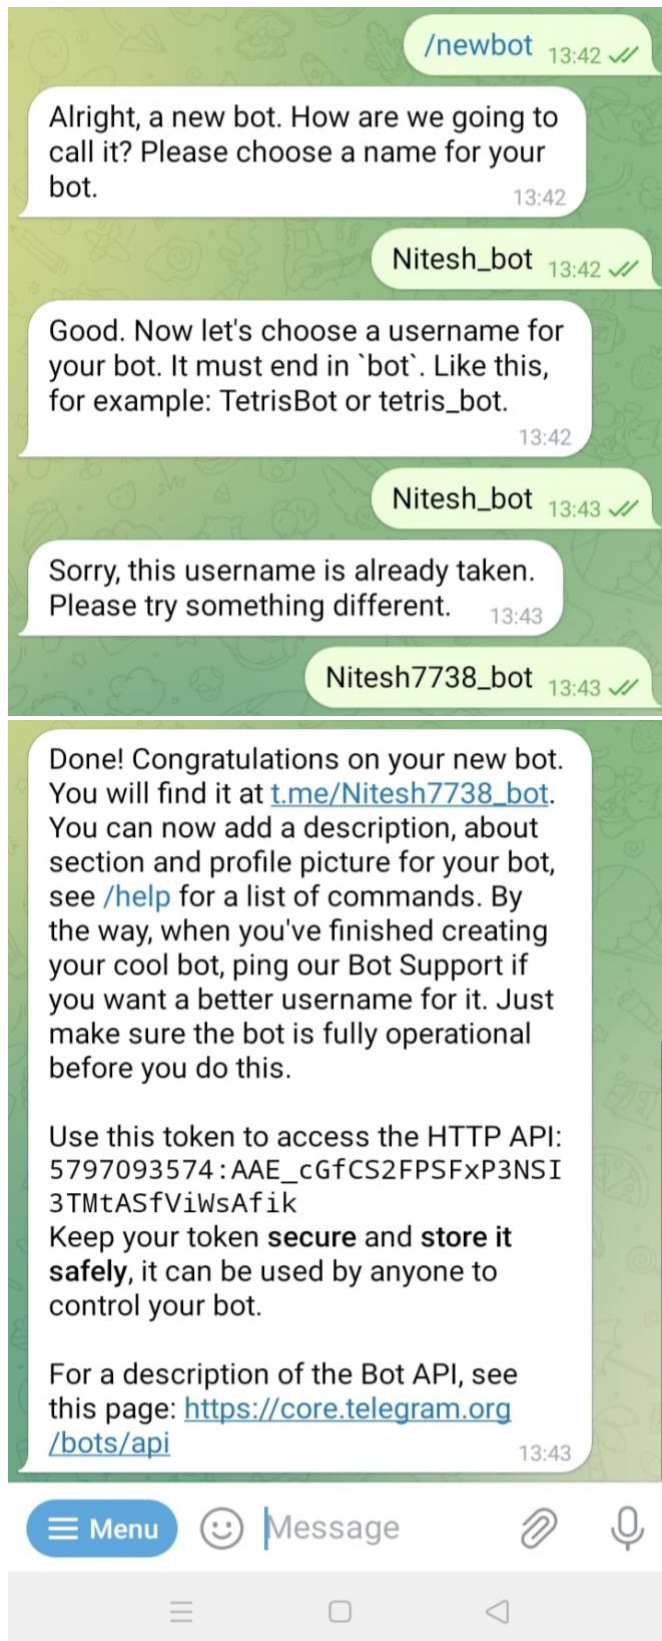 /newbot 13:42
Alright, a new bot. How are we going to
call it? Please choose a name for your
bot.
13:42
Nitesh_bot 13:42
Good. Now let's choose a username for
your bot. It must end in `bot`. Like this,
for example: TetrisBot or tetris_bot.
13:42
Nitesh_bot 13:43
Sorry, this username is already taken.
Please try something different. 13:43
Nitesh7738_bot 13:43
Done! Congratulations on your new bot.
You will find it at t.me/Nitesh7738_bot.
You can now add a description, about
section and profile picture for your bot,
see /help for a list of commands. By
the way, when you've finished creating
your cool bot, ping our Bot Support if
you want a better username for it. Just
make sure the bot is fully operational
before you do this.
Use this token to access the HTTP API:
5797093574:AAE_cGfCS2FPSFxP3NSI
3TMtASfViWsAfik
Keep your token secure and store it
safely, it can be used by anyone to
control your bot.
For a description of the Bot API, see
this page: https://core.telegram.org
/bots/api
13:43
Menu Message